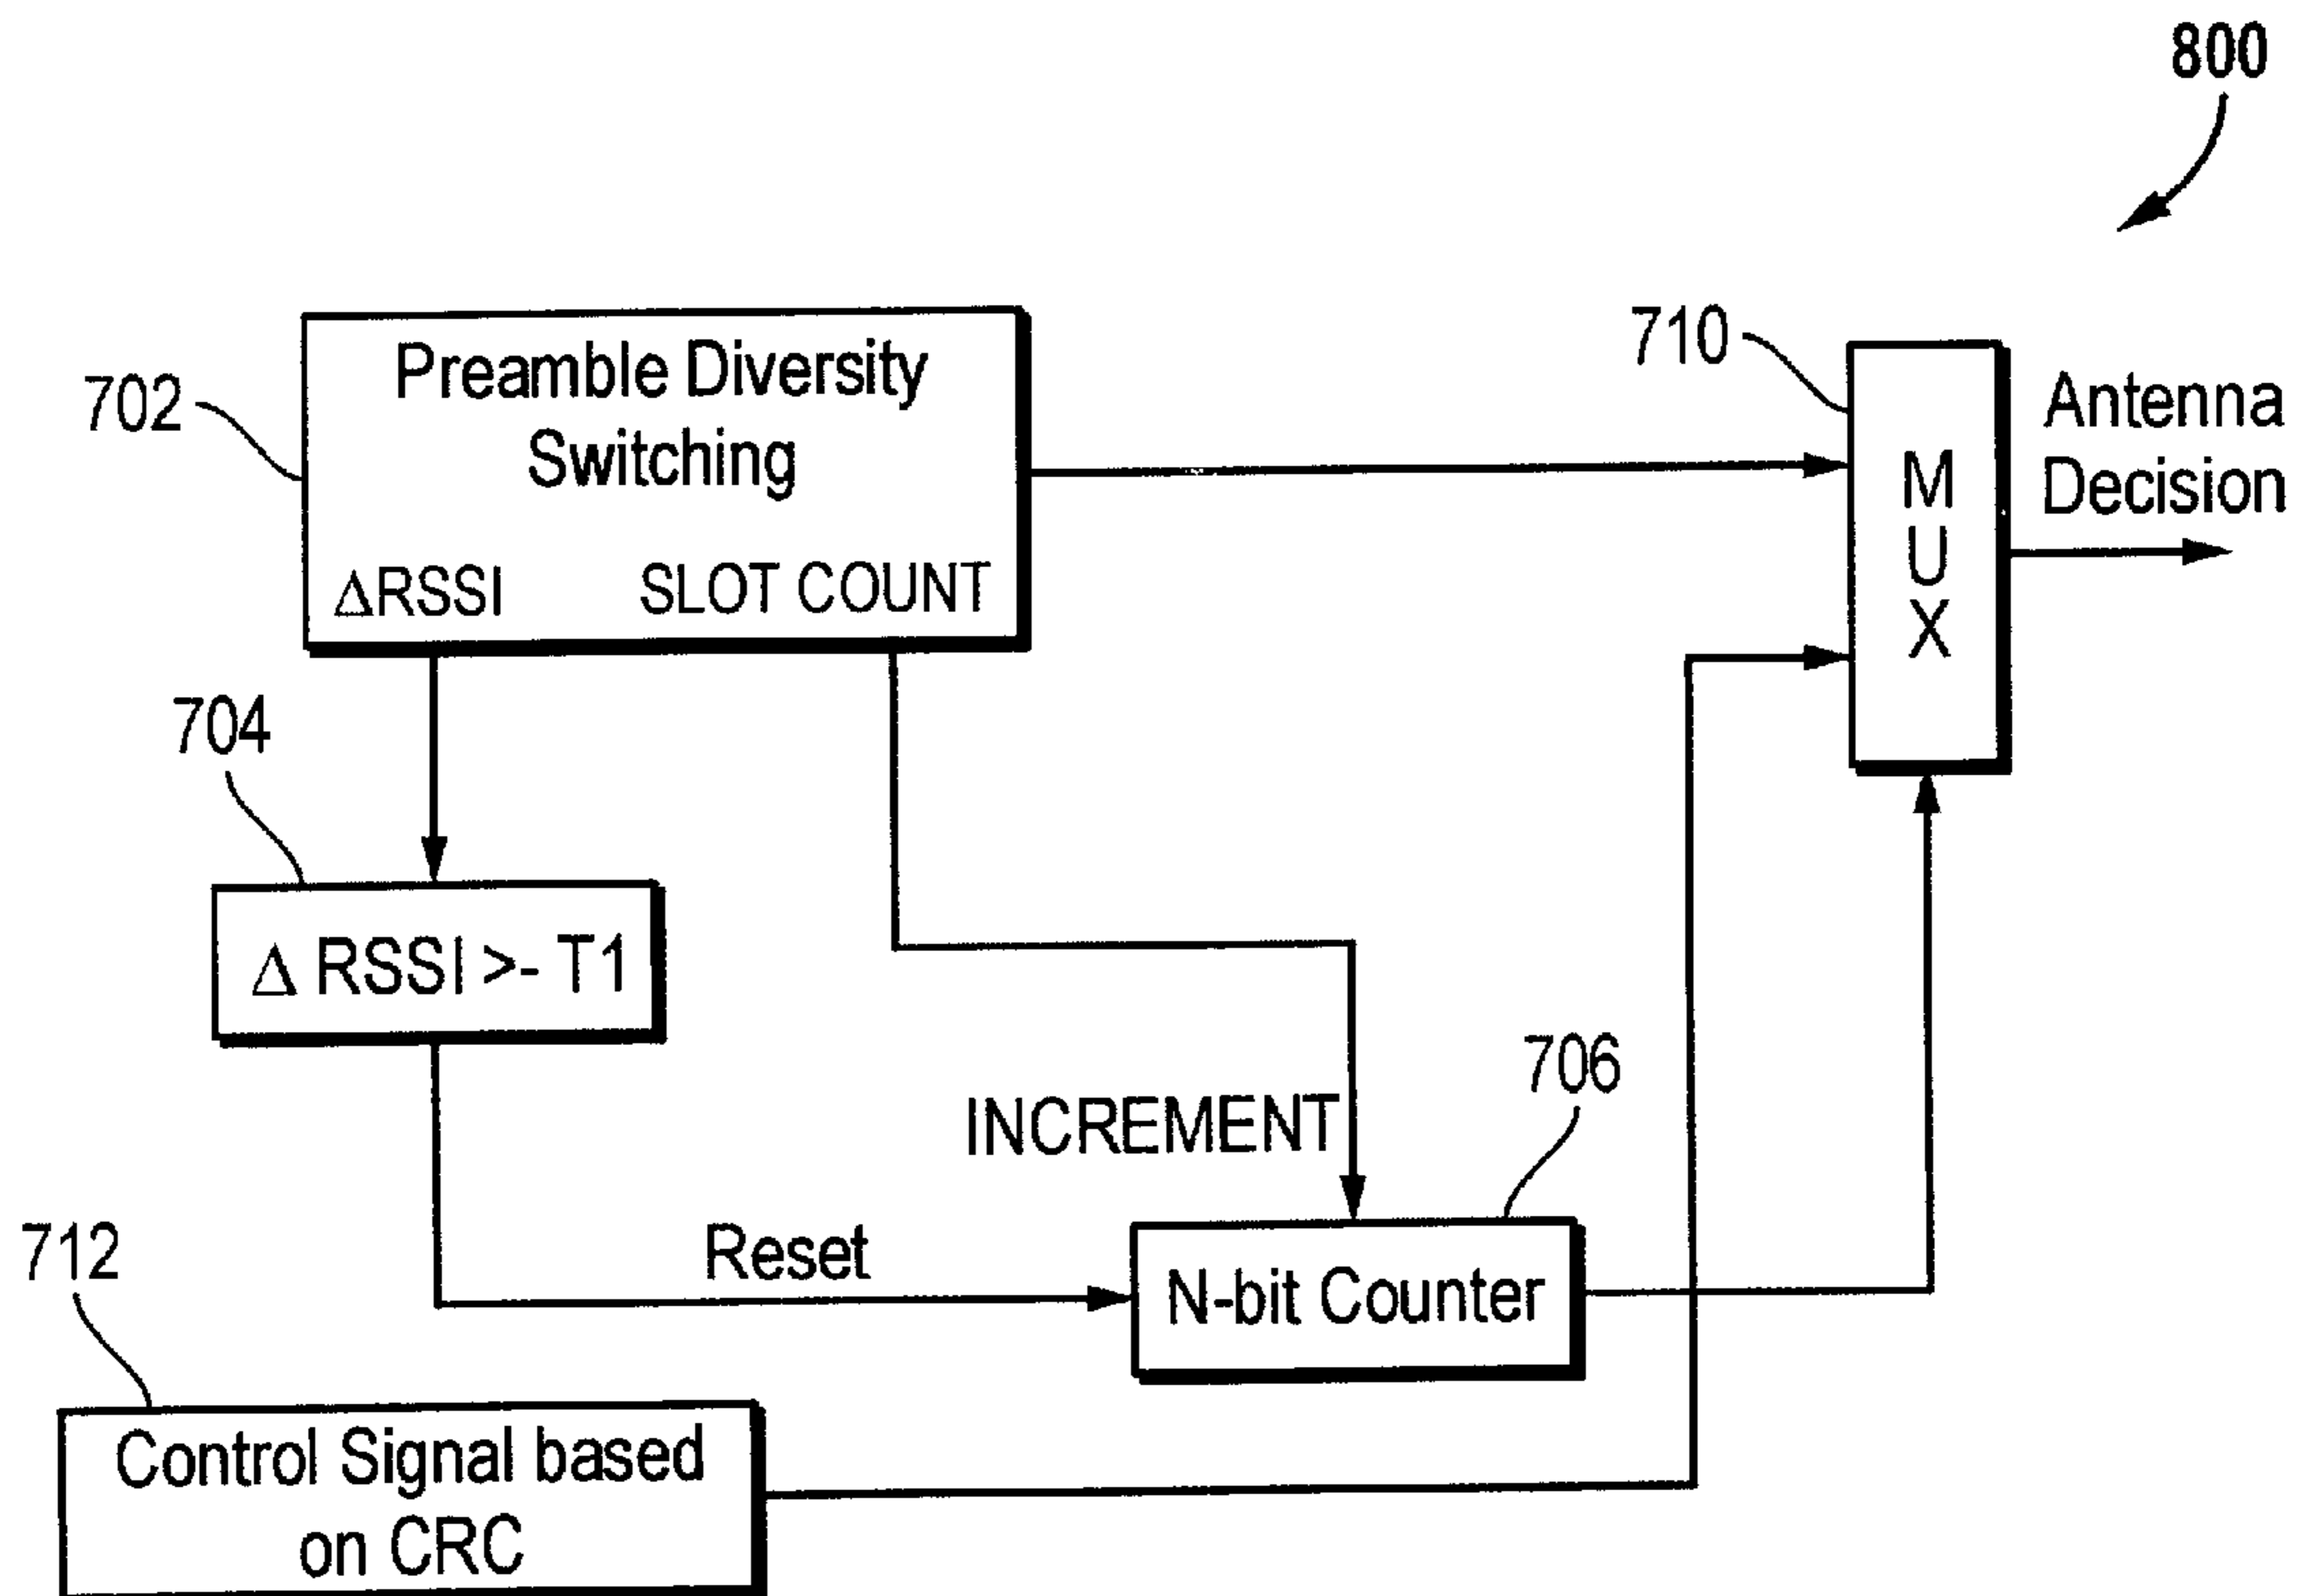 800
710
702
Preamble Diversity
Switching
ΔRSSI SLOT COUNT
M
U
X
Antenna
Decision
704
Δ RSSI >- T1
706
INCREMENT
Reset
N-bit Counter
712
Control Signal based
on CRC